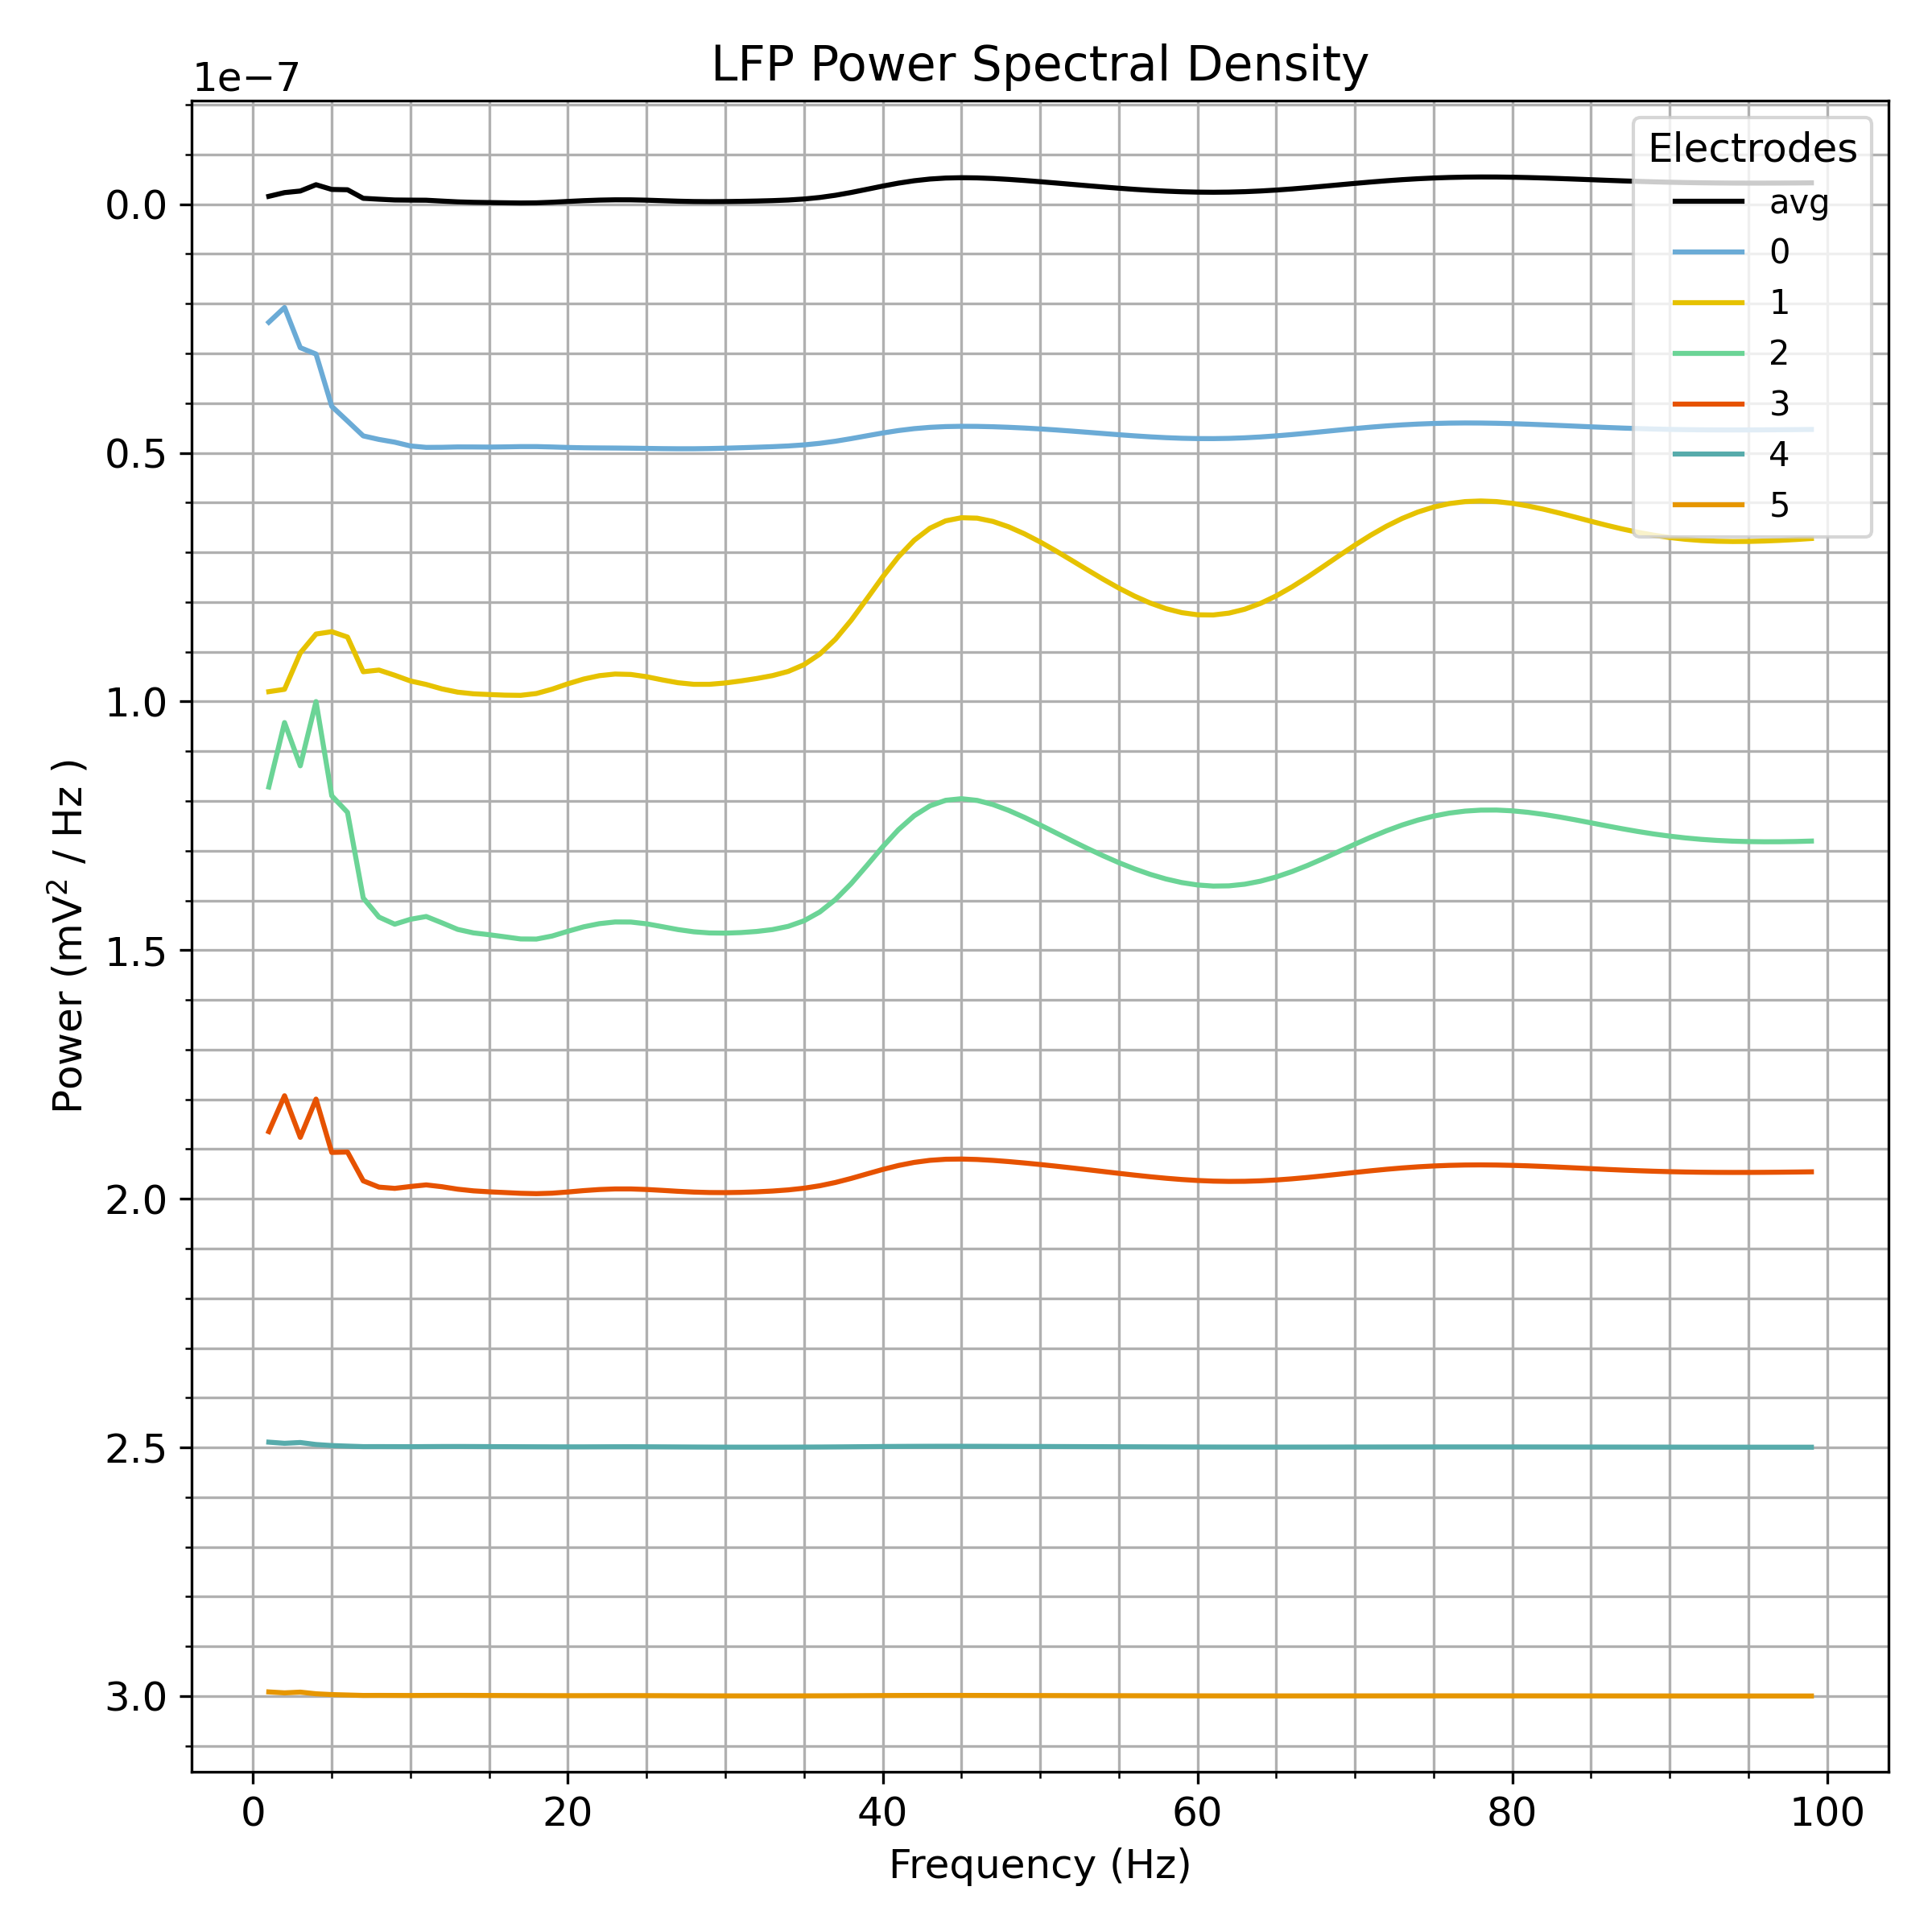 LFP Power Spectral Density
1e−7
Electrodes
avg
0
1
2
3
4
5
0.0
0.5
1.0
1.5
2.0
2.5
3.0
Power (mV² / Hz )
0 20 40 60 80 100
Frequency (Hz)